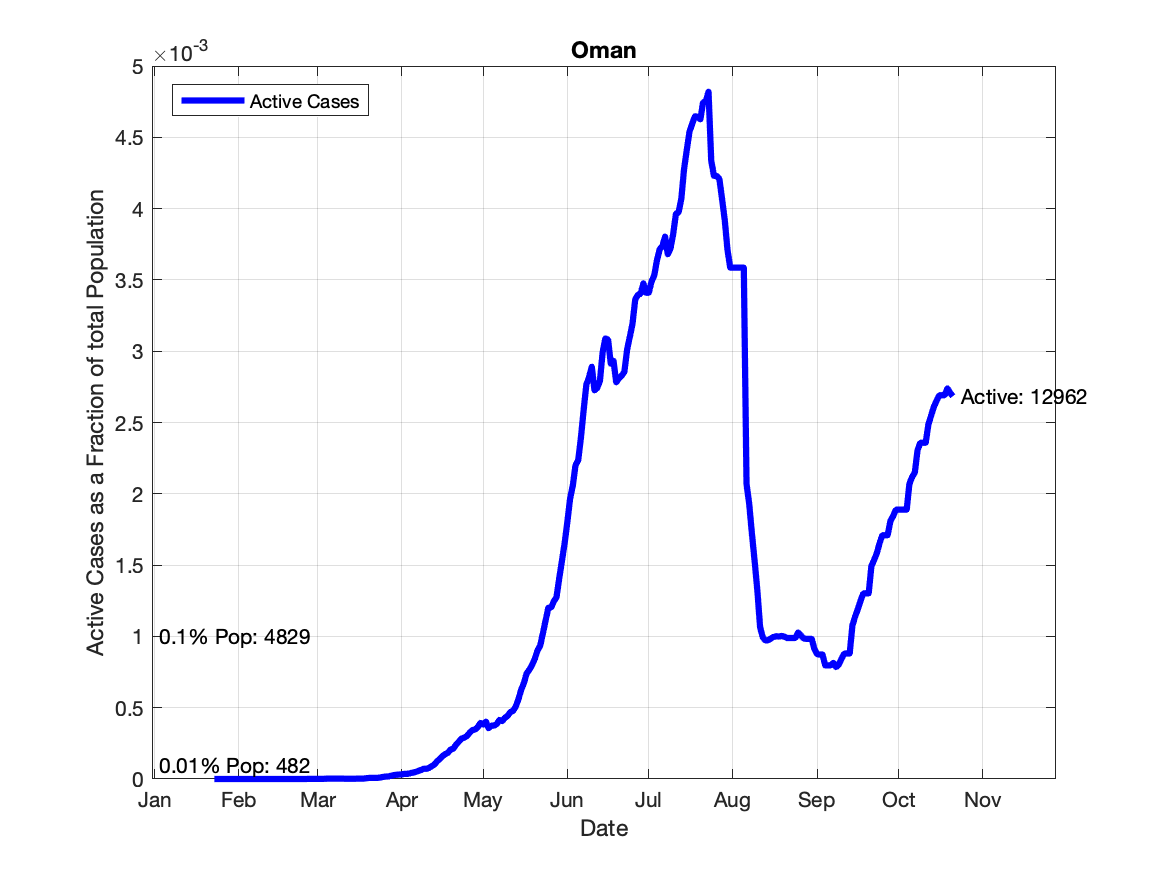 Oman
×10-3
Active Cases
5
4.5
4
3.5
3
2.5
2
1.5
1
0.5
0
Active Cases as a Fraction of total Population
Active: 12962
0.1% Pop: 4829
0.01% Pop: 482
Jan Feb Mar Apr May Jun Jul Aug Sep Oct Nov
Date